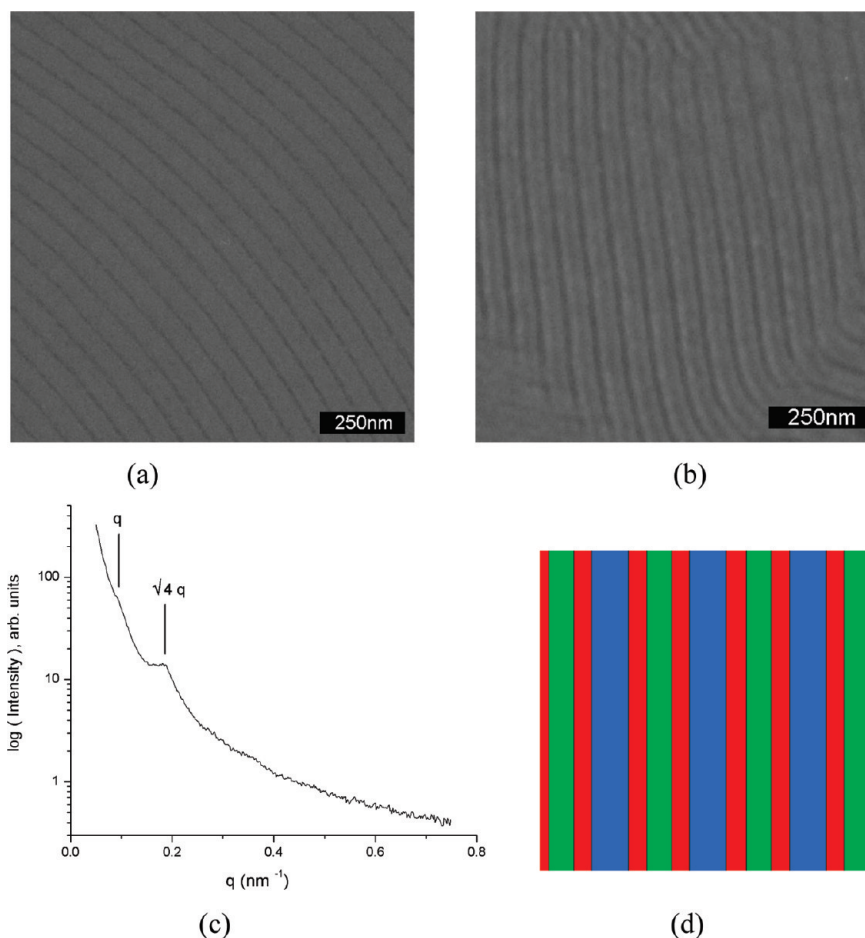 250nm
250nm
(a)
(b)
q
√4 q
100
10
1
log ( Intensity ), arb. units
0.0
0.2
0.4
0.6
0.8
q (nm -1)
(c)
(d)